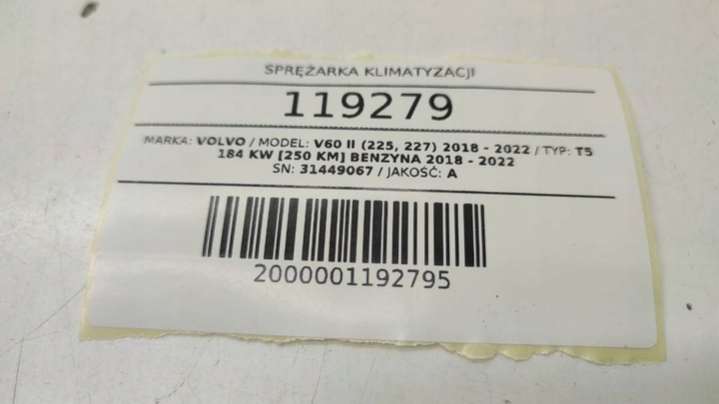 SPRĘŻARKA KLIMATYZACJI
119279
MARKA: VOLVO / MODEL: V60 II (225, 227) 2018 - 2022 / TYP: T5
184 KW [250 KM] BENZYNA 2018 - 2022
SN: 31449067 / JAKOŚĆ: A
2000001192795